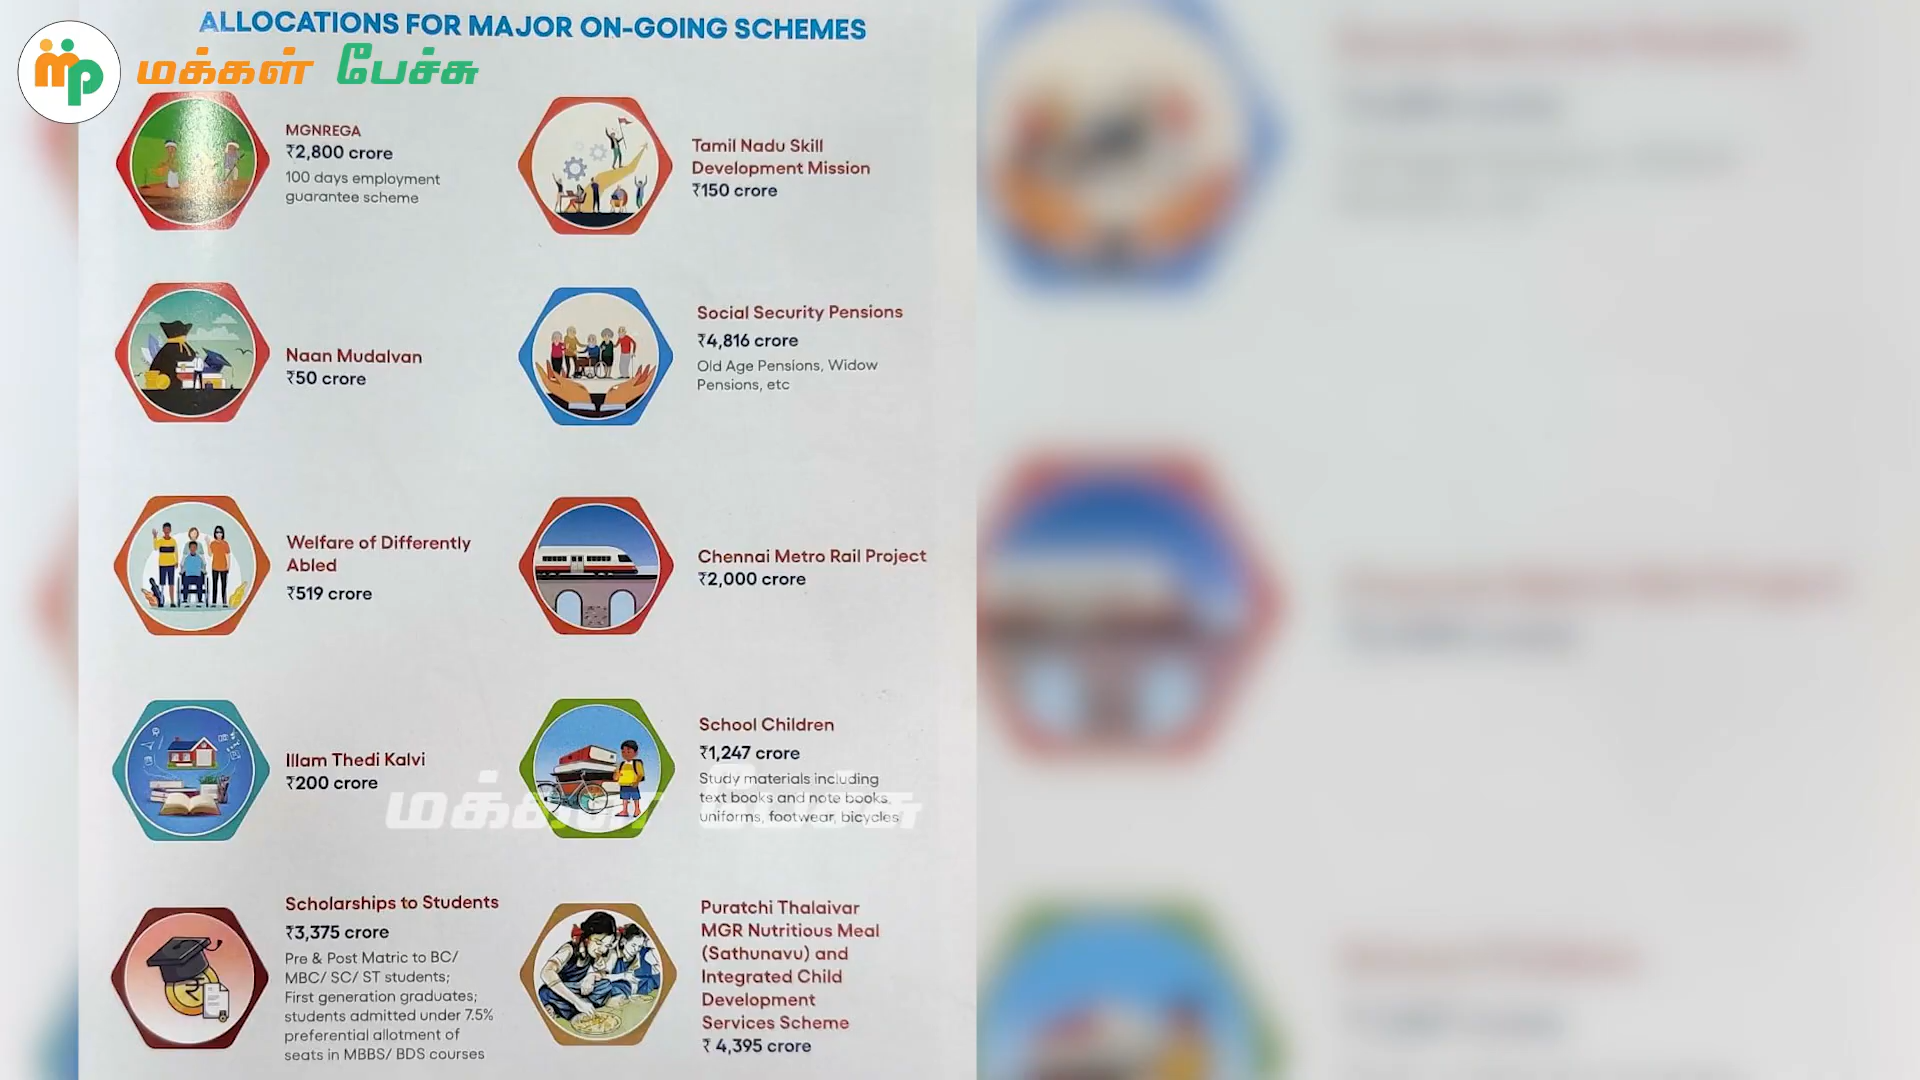 ALLOCATIONS FOR MAJOR ON-GOING SCHEMES
mp
மக்கள் பேச்சு
MGNREGA
₹2,800 crore
100 days employment
guarantee scheme
Tamil Nadu Skill
Development Mission
₹150 crore
Naan Mudalvan
₹50 crore
Social Security Pensions
₹4,816 crore
Old Age Pensions, Widow
Pensions, etc
Welfare of Differently
Abled
₹519 crore
Chennai Metro Rail Project
₹2,000 crore
Illam Thedi Kalvi
₹200 crore
School Children
₹1,247 crore
Study materials including
text books and note books,
uniforms, footwear, bicycles
மக்கள் பேச்சு
Scholarships to Students
₹3,375 crore
Pre & Post Matric to BC/
MBC/ SC/ ST students;
First generation graduates;
students admitted under 7.5%
preferential allotment of
seats in MBBS/ BDS courses
Puratchi Thalaivar
MGR Nutritious Meal
(Sathunavu) and
Integrated Child
Development
Services Scheme
₹ 4,395 crore